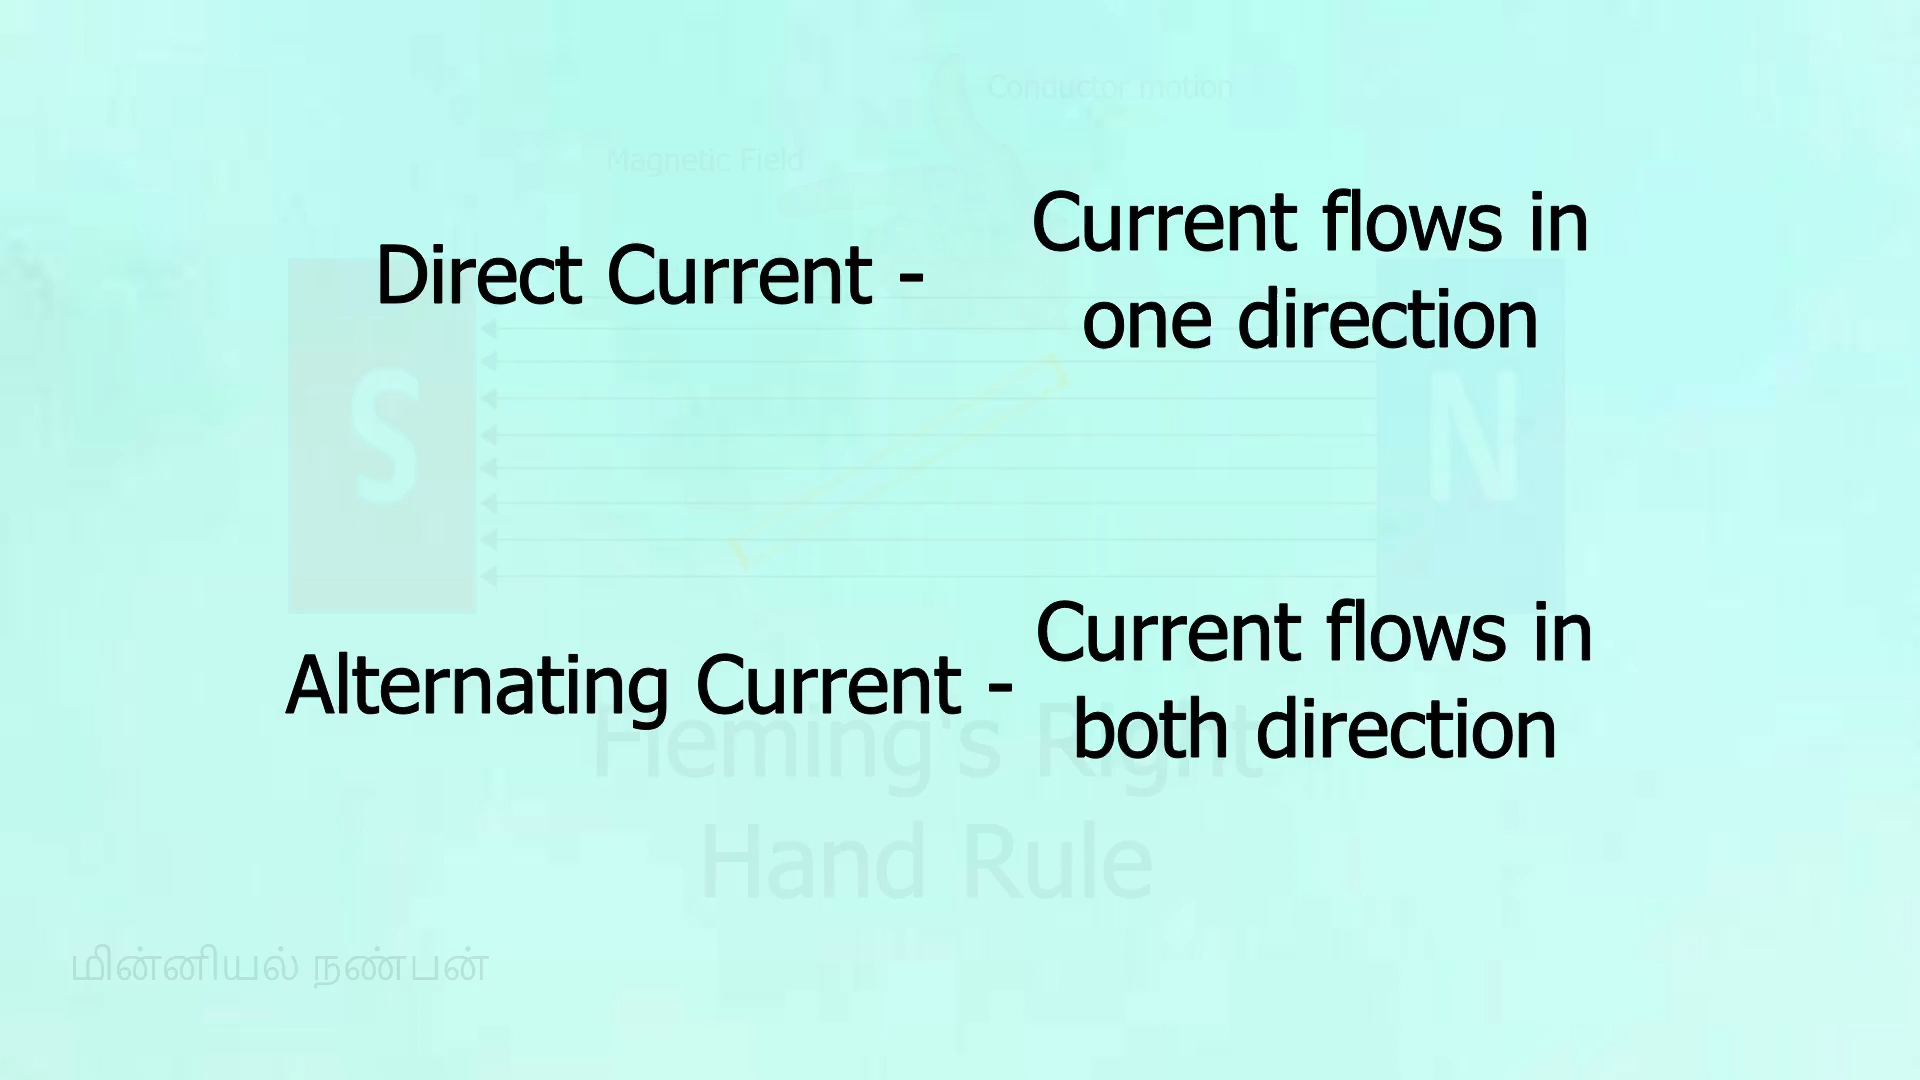 Conductor motion
Magnetic Field
Direct Current -
Current flows in
one direction
S
N
Alternating Current -
Current flows in
both direction
Fleming's Right
Hand Rule
மின்னியல் நண்பன்